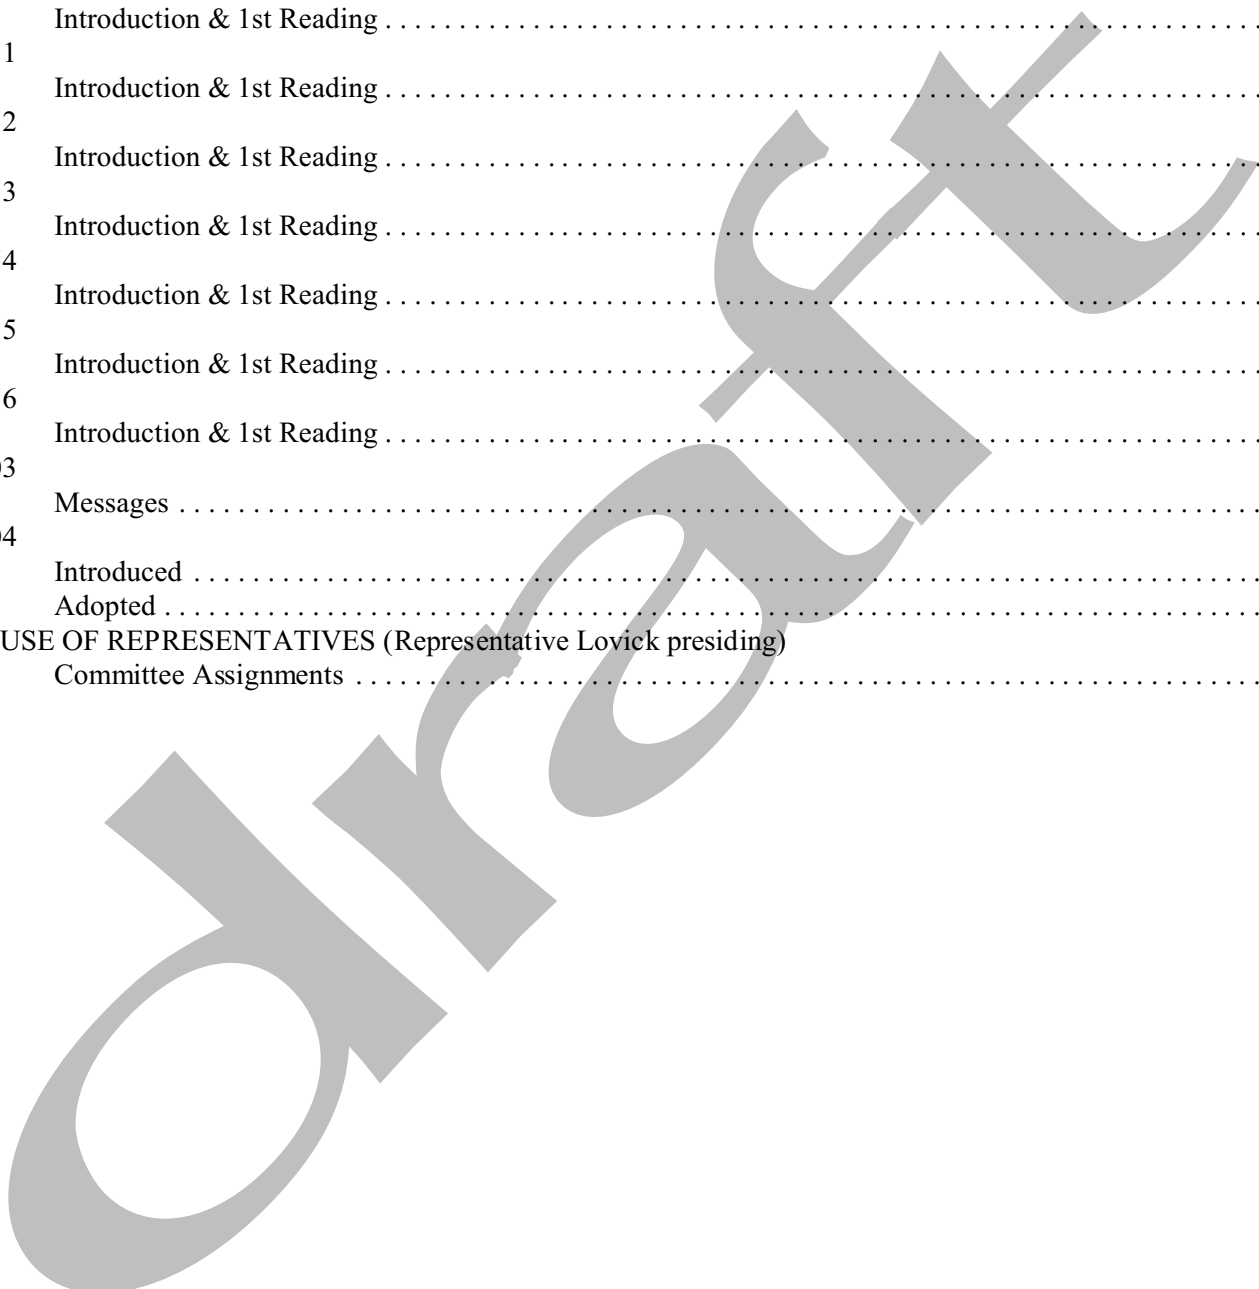 Introduction & 1st Reading . . . . . . . . . . . . . . . . . . . . . . . . . . . . . . . . . . . . . . . . . . . . . . . . . . . . . . . . . . .
1
Introduction & 1st Reading . . . . . . . . . . . . . . . . . . . . . . . . . . . . . . . . . . . . . . . . . . . . . . . . . . . . . . . . . . .
2
Introduction & 1st Reading . . . . . . . . . . . . . . . . . . . . . . . . . . . . . . . . . . . . . . . . . . . . . . . . . . . . . . . . . . .
3
Introduction & 1st Reading . . . . . . . . . . . . . . . . . . . . . . . . . . . . . . . . . . . . . . . . . . . . . . . . . . . . . . . . . . .
4
Introduction & 1st Reading . . . . . . . . . . . . . . . . . . . . . . . . . . . . . . . . . . . . . . . . . . . . . . . . . . . . . . . . . . .
5
Introduction & 1st Reading . . . . . . . . . . . . . . . . . . . . . . . . . . . . . . . . . . . . . . . . . . . . . . . . . . . . . . . . . . .
6
Introduction & 1st Reading . . . . . . . . . . . . . . . . . . . . . . . . . . . . . . . . . . . . . . . . . . . . . . . . . . . . . . . . . . .
03
Messages . . . . . . . . . . . . . . . . . . . . . . . . . . . . . . . . . . . . . . . . . . . . . . . . . . . . . . . . . . . . . . . . . . . . . . . . .
04
Introduced . . . . . . . . . . . . . . . . . . . . . . . . . . . . . . . . . . . . . . . . . . . . . . . . . . . . . . . . . . . . . . . . . . . . . . . .
Adopted . . . . . . . . . . . . . . . . . . . . . . . . . . . . . . . . . . . . . . . . . . . . . . . . . . . . . . . . . . . . . . . . . . . . . . . . . .
USE OF REPRESENTATIVES (Representative Lovick presiding)
Committee Assignments . . . . . . . . . . . . . . . . . . . . . . . . . . . . . . . . . . . . . . . . . . . . . . . . . . . . . . . . . . . . .
draft